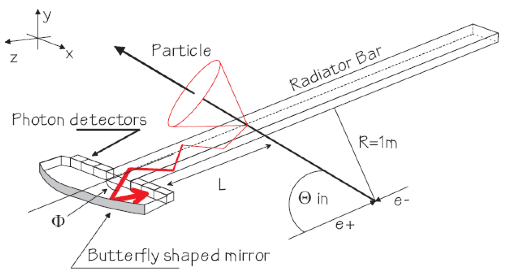 y
z
x
Particle
Radiator Bar
Photon detectors
R=1m
L
Θ in
e-
e+
Φ
Butterfly shaped mirror